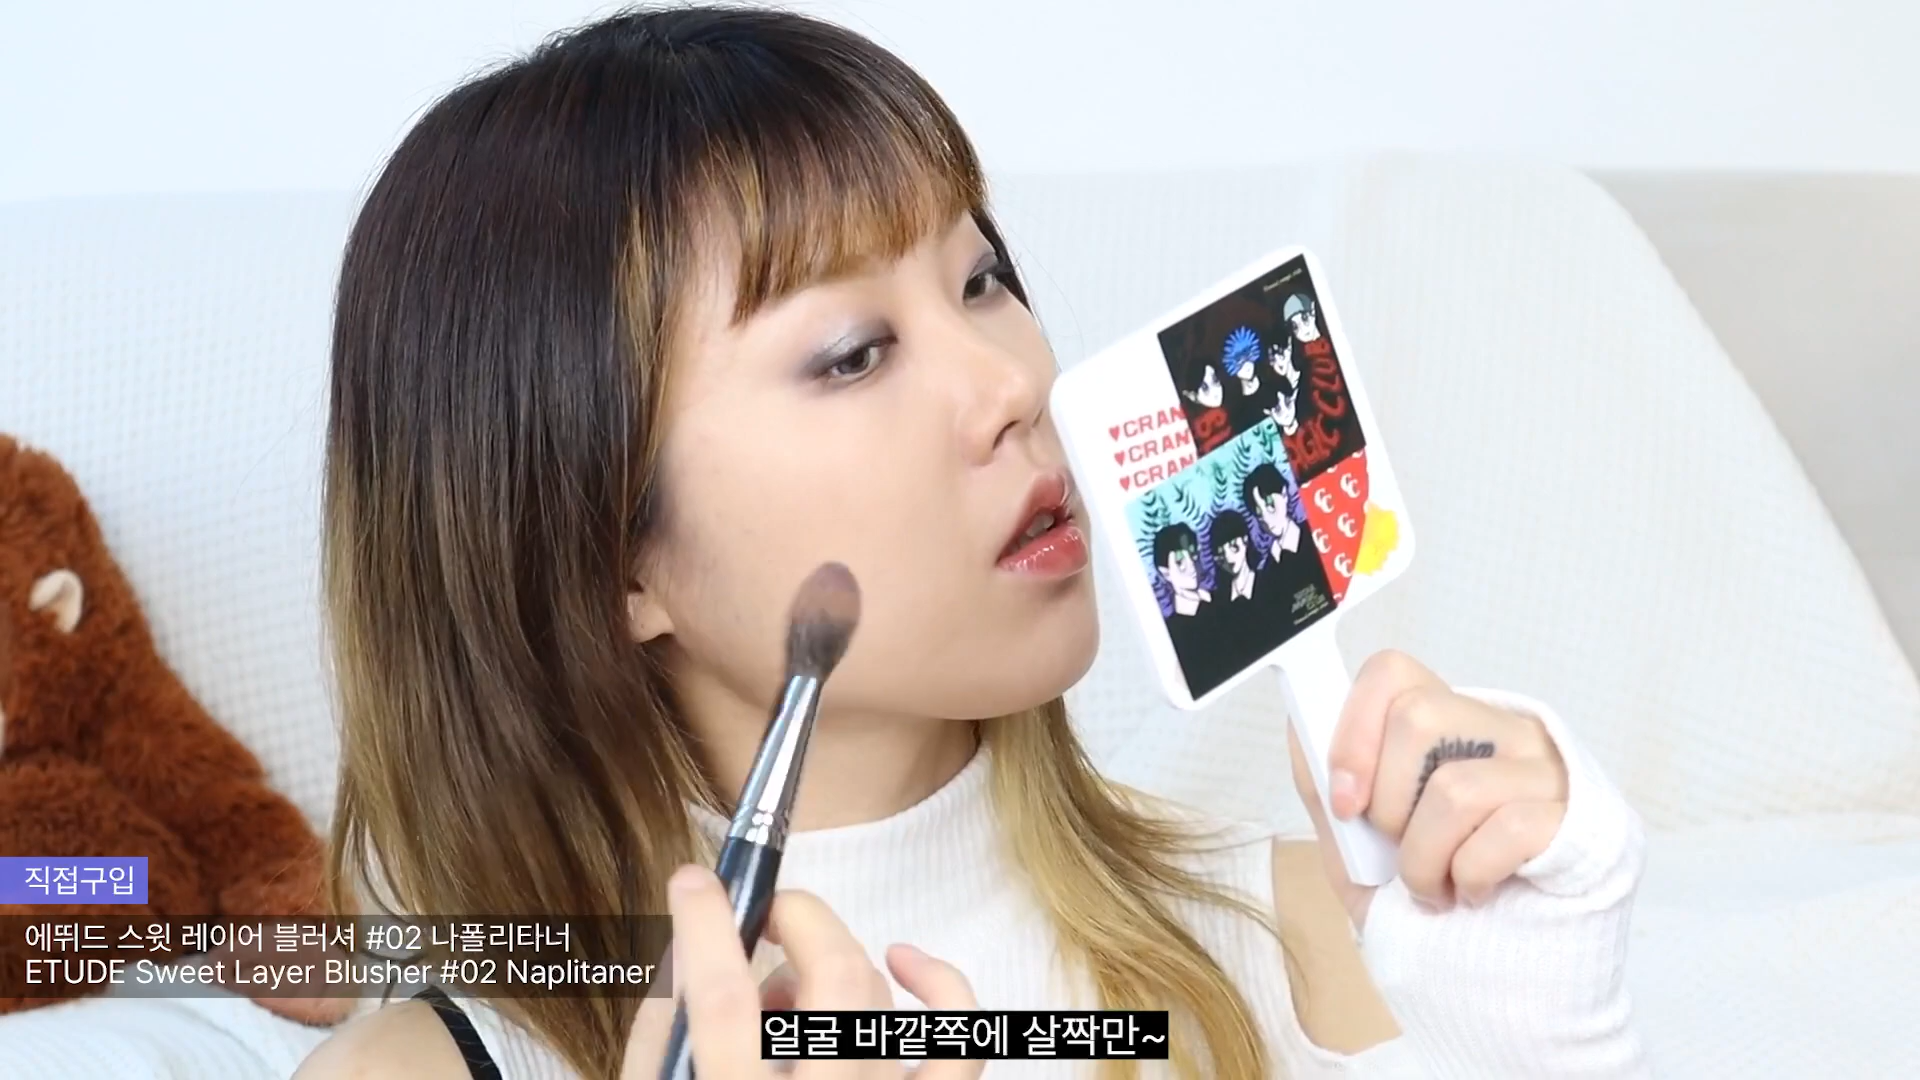 ♥CRAN
♥CRAN
♥CRAN
직접구입
에뛰드 스윗 레이어 블러셔 #02 나폴리타너
ETUDE Sweet Layer Blusher #02 Naplitaner
얼굴 바깥쪽에 살짝만~